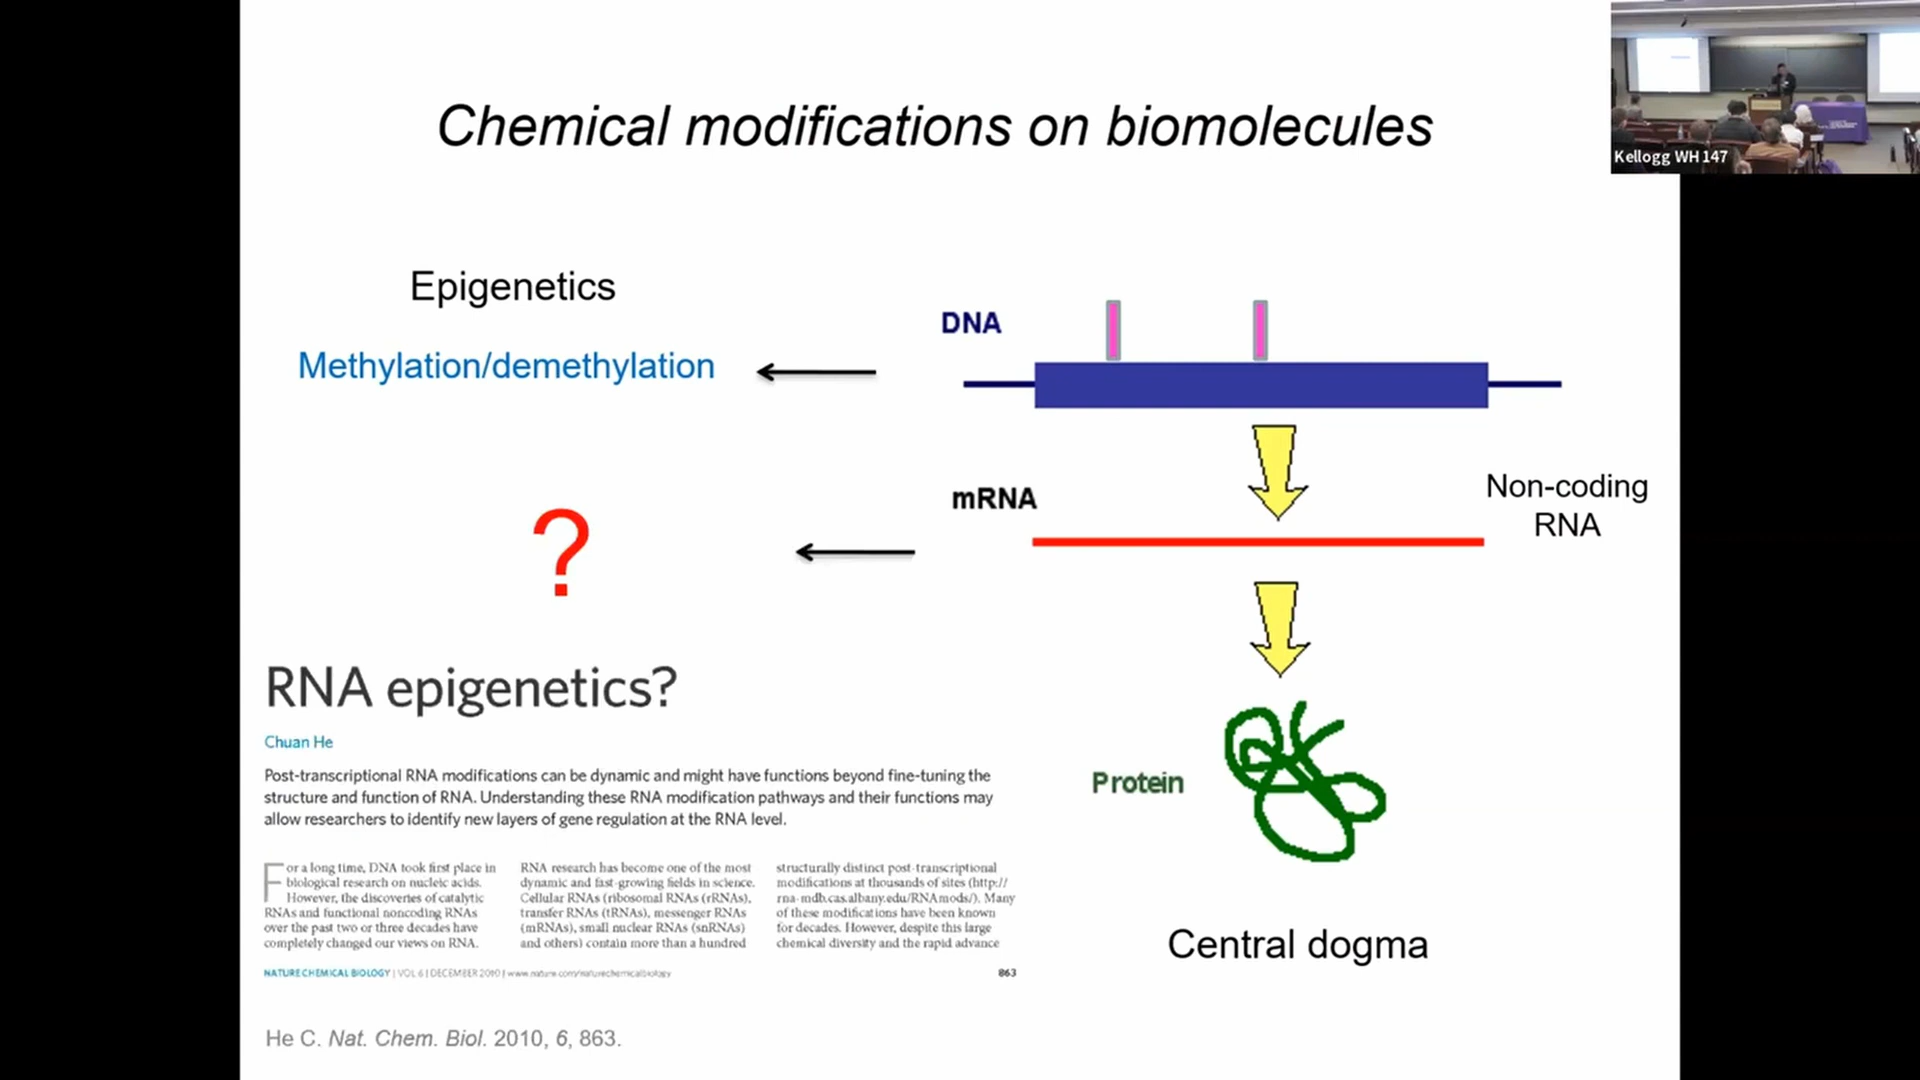 Chemical modifications on biomolecules
Kellogg WH 147
Epigenetics
Methylation/demethylation
DNA
mRNA
Non-coding
RNA
?
RNA epigenetics?
Chuan He
Post-transcriptional RNA modifications can be dynamic and might have functions beyond fine-tuning the
structure and function of RNA. Understanding these RNA modification pathways and their functions may
allow researchers to identify new layers of gene regulation at the RNA level.
For a long time, DNA took first place in
biological research on nucleic acids.
However, the discoveries of catalytic
RNAs and functional noncoding RNAs
over the past two or three decades have
completely changed our views on RNA.
RNA research has become one of the most
dynamic and fast-growing fields in science.
Cellular RNAs (ribosomal RNAs (rRNAs),
transfer RNAs (tRNAs), messenger RNAs
(mRNAs), small nuclear RNAs (snRNAs)
and others) contain more than a hundred
structurally distinct post-transcriptional
modifications at thousands of sites (http://
rna-mdb.cas.albany.edu/RNAmods/). Many
of these modifications have been known
for decades. However, despite this large
chemical diversity and the rapid advance
NATURE CHEMICAL BIOLOGY | VOL 6 | DECEMBER 2010 | www.nature.com/naturechemicalbiology
863
Protein
Central dogma
He C. Nat. Chem. Biol. 2010, 6, 863.